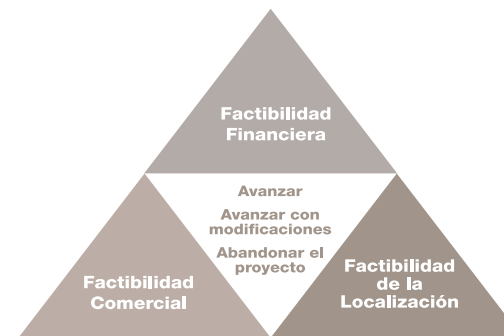 Factibilidad
Financiera
Avanzar
Avanzar con
modificaciones
Abandonar el
proyecto
Factibilidad
Comercial
Factibilidad
de la
Localización